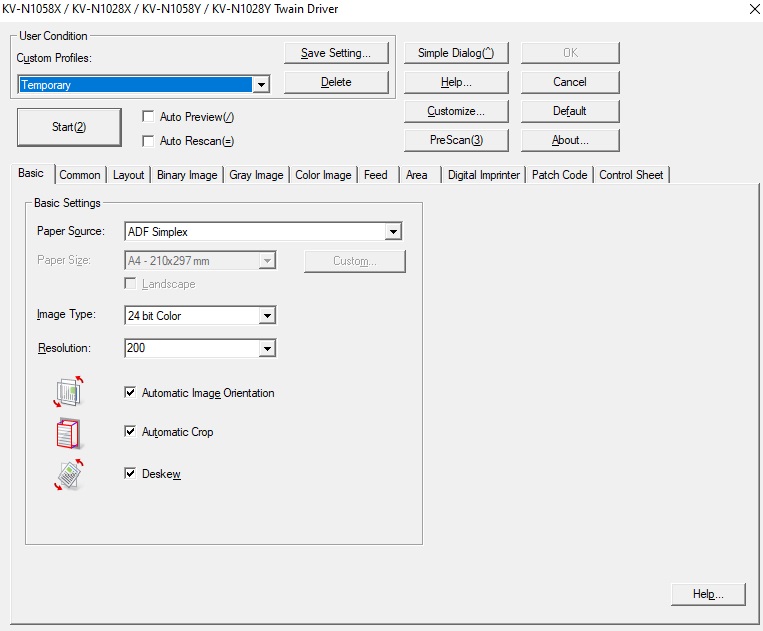 KV-N1058X / KV-N1028X / KV-N1058Y / KV-N1028Y Twain Driver
User Condition
Custom Profiles:
Save Setting...
Simple Dialog(^)
OK
Temporary
Delete
Help...
Cancel
Start(2)
Auto Preview(/)
Customize...
Default
Auto Rescan(=)
PreScan(3)
About...
Basic Common Layout Binary Image Gray Image Color Image Feed Area Digital Imprinter Patch Code Control Sheet
Basic Settings
Paper Source: ADF Simplex
Paper Size: A4 - 210x297 mm Custom...
Landscape
Image Type: 24 bit Color
Resolution: 200
Automatic Image Orientation
Automatic Crop
Deskew
Help...